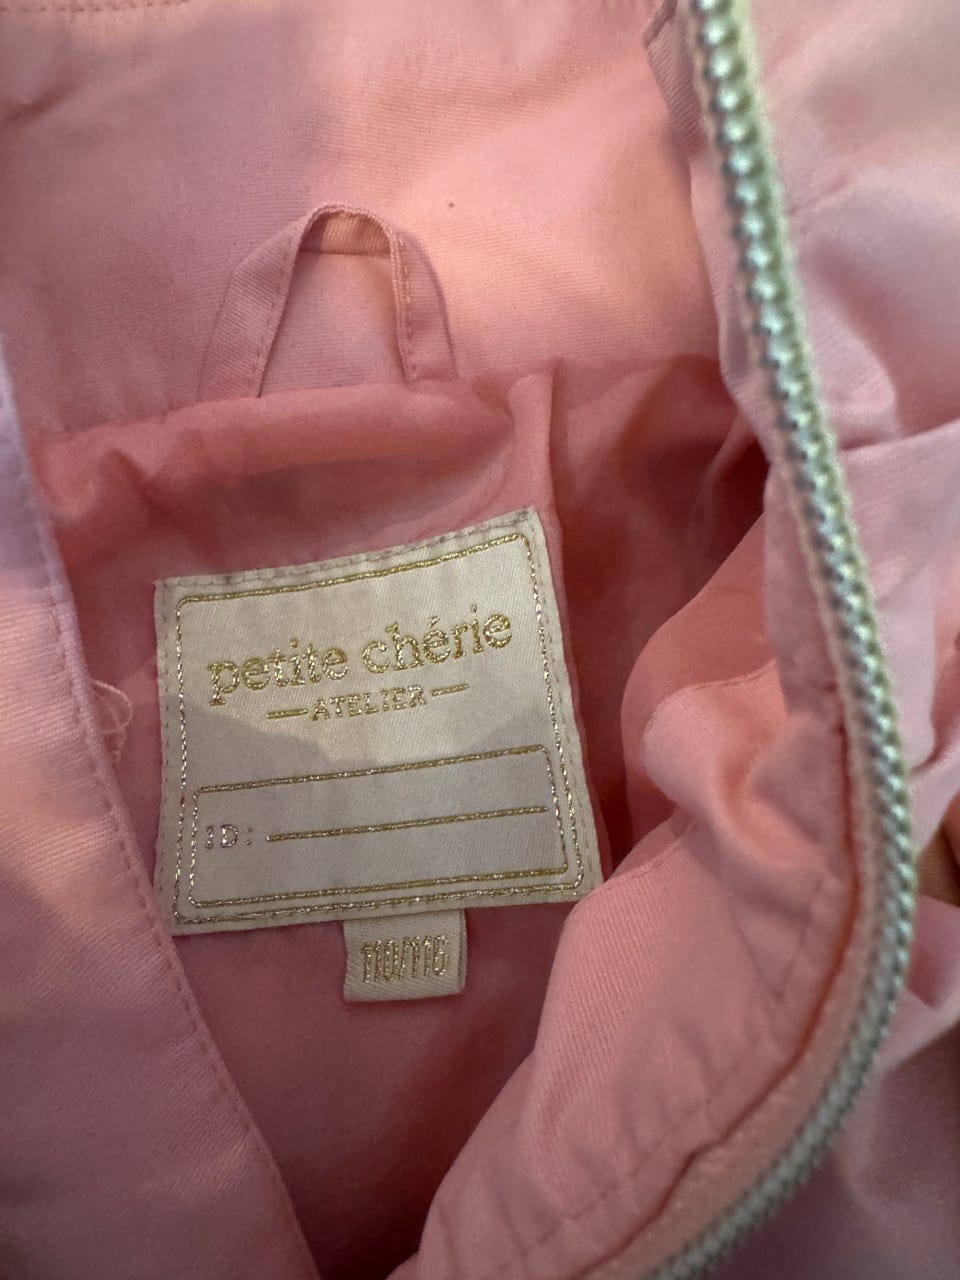 petite chérie
ATELIER
ID:
110/116